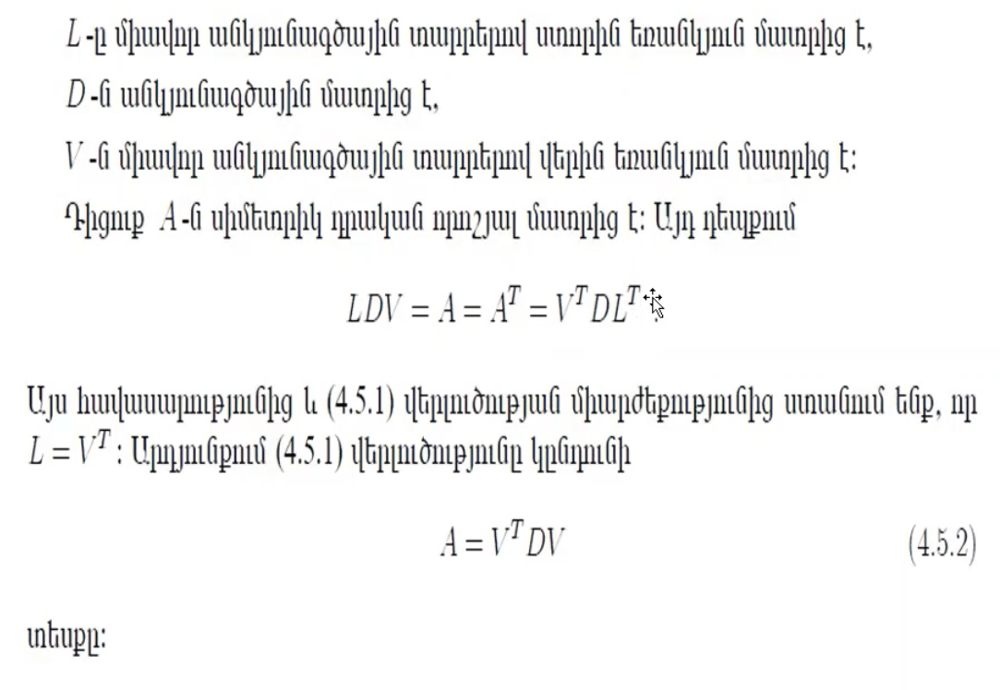 L-ը միավոր անկյունագծային տարրերով ստորին եռանկյուն մատրից է,
D-ն անկյունագծային մատրից է,
V-ն միավոր անկյունագծային տարրերով վերին եռանկյուն մատրից է:
Դիցուք A-ն սիմետրիկ դրական որոշյալ մատրից է: Այդ դեպքում
LDV = A = A^T = V^T DL^T.
Այս հավասարությունից և (4.5.1) վերլուծության միարժեքությունից ստանում ենք, որ
L = V^T : Արդյունքում (4.5.1) վերլուծությունը կընդունի
A = V^T DV (4.5.2)
տեսքը: